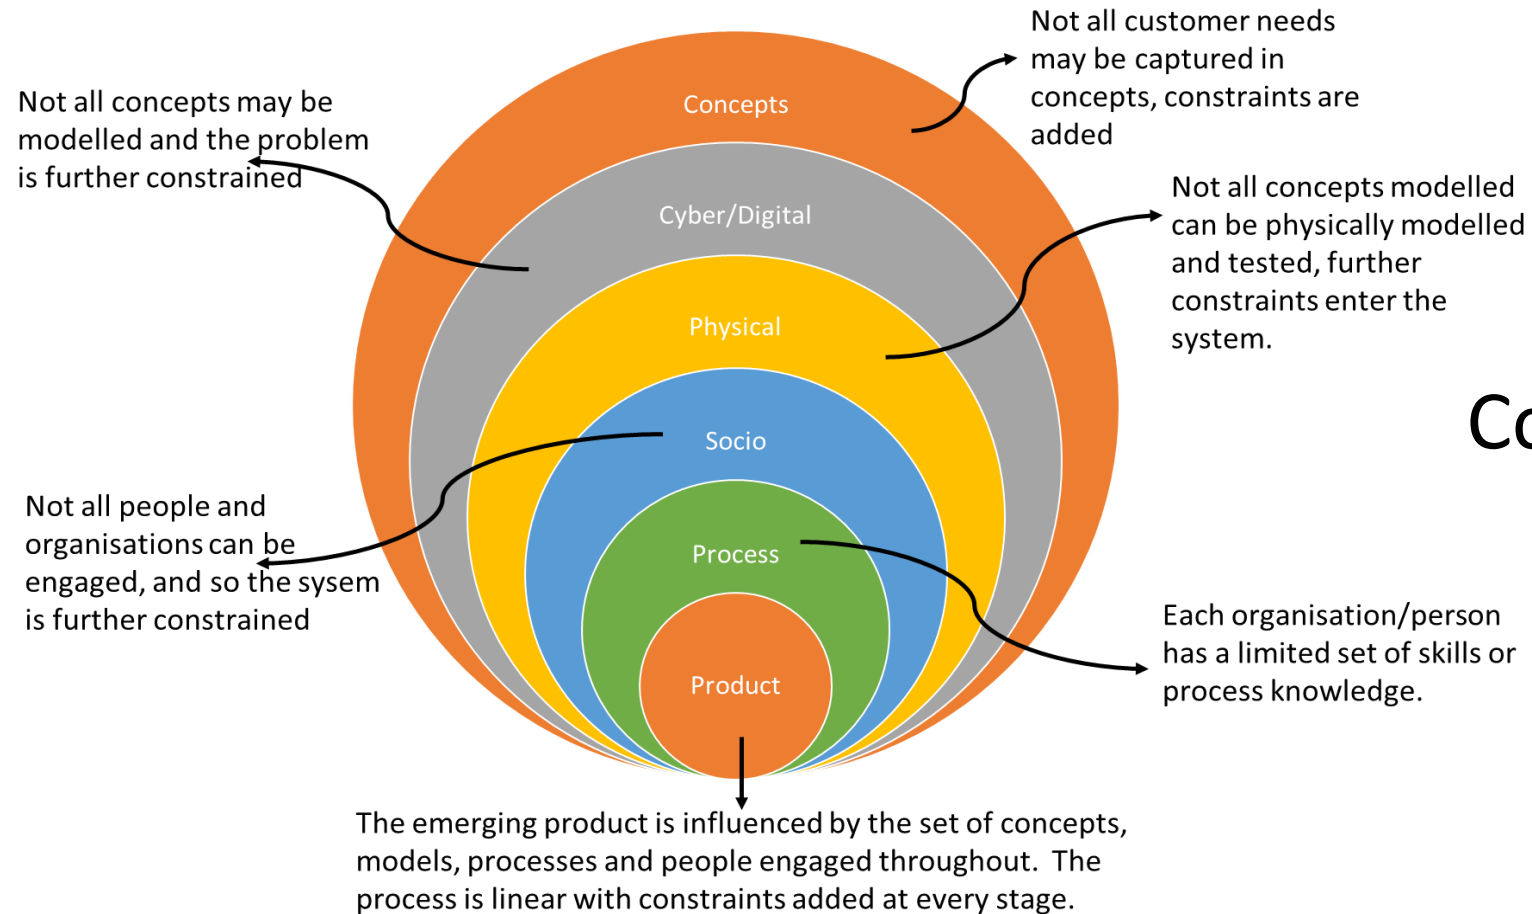 Not all customer needs
may be captured in
concepts, constraints are
added
Not all concepts may be
modelled and the problem
is further constrained
Concepts
Cyber/Digital
Not all concepts modelled
can be physically modelled
and tested, further
constraints enter the
system.
Physical
Co
Socio
Not all people and
organisations can be
engaged, and so the sysem
is further constrained
Process
Each organisation/person
has a limited set of skills or
process knowledge.
Product
The emerging product is influenced by the set of concepts,
models, processes and people engaged throughout. The
process is linear with constraints added at every stage.